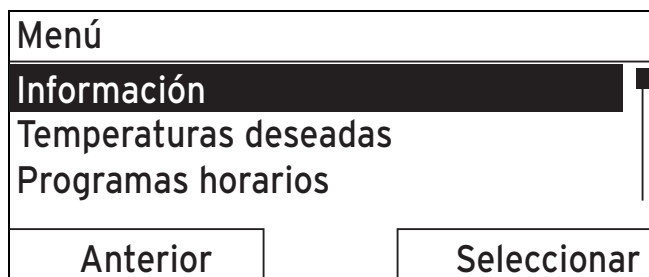 Menú
Información
Temperaturas deseadas
Programas horarios
Anterior Seleccionar